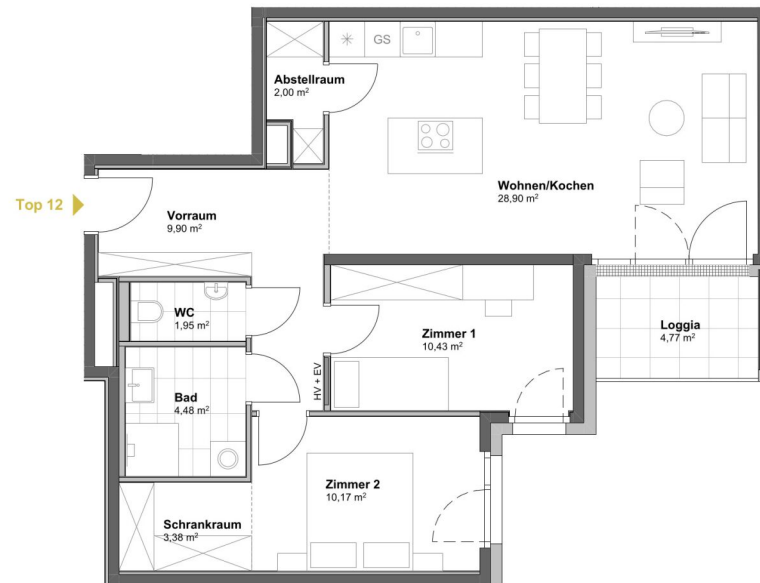 GS
Abstellraum
2,00 m²
Wohnen/Kochen
28,90 m²
Top 12
Vorraum
9,90 m²
WC
1,95 m²
Zimmer 1
10,43 m²
Loggia
4,77 m²
HV + EV
Bad
4,48 m²
Zimmer 2
10,17 m²
Schrankraum
3,38 m²